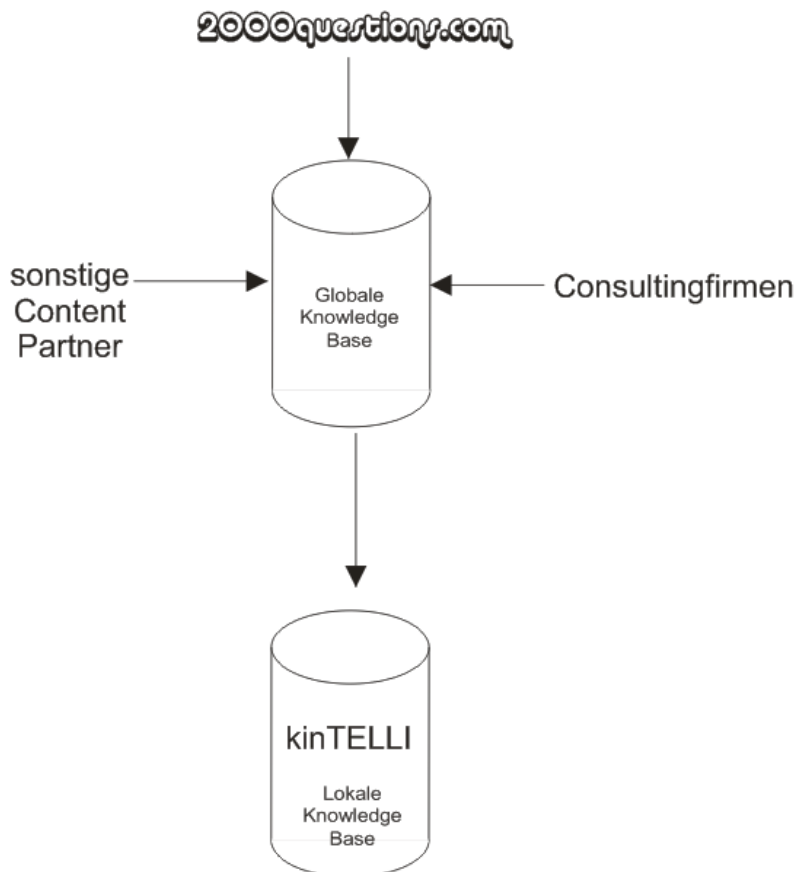 2000questions.com
sonstige
Content
Partner
Globale
Knowledge
Base
Consultingfirmen
kinTELLI
Lokale
Knowledge
Base